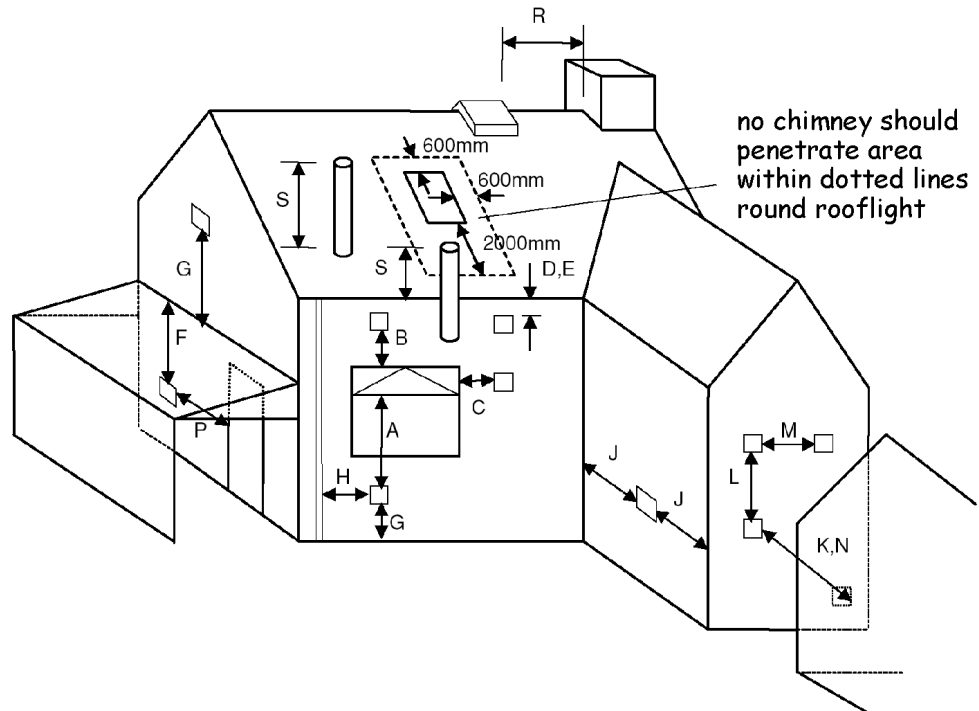 R
no chimney should
penetrate area
within dotted lines
round rooflight
600mm
600mm
S
2000mm
S
D,E
G
F
B
C
A
P
H
G
J
J
M
L
K,N